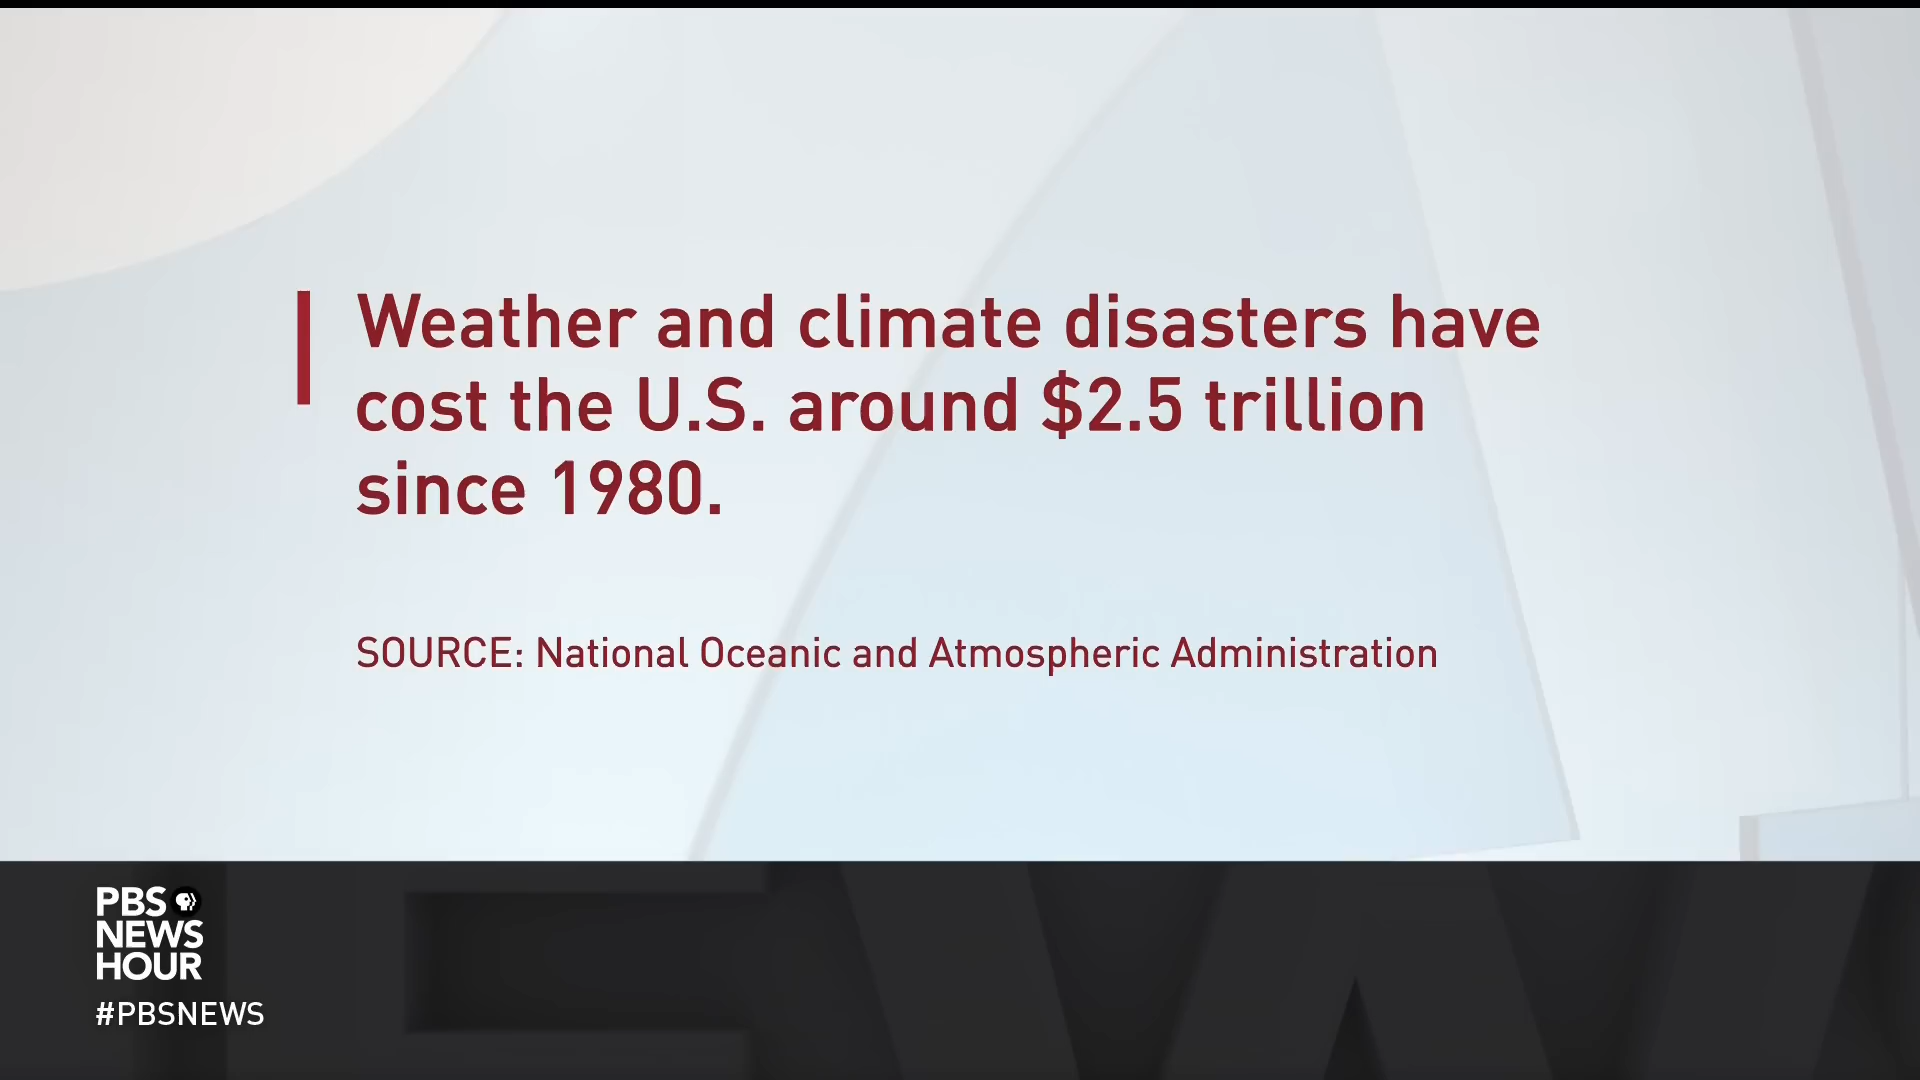 Weather and climate disasters have
cost the U.S. around $2.5 trillion
since 1980.
SOURCE: National Oceanic and Atmospheric Administration
PBS
NEWS
HOUR
#PBSNEWS